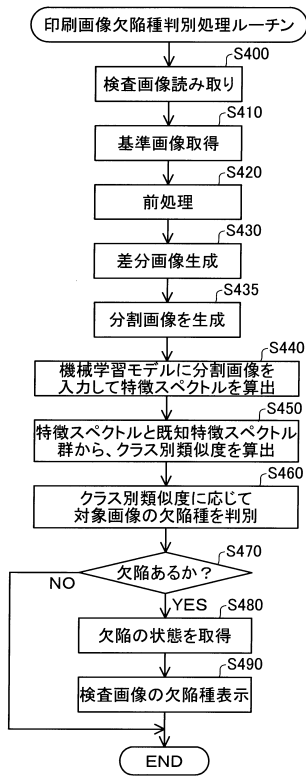 印刷画像欠陥種判別処理ルーチン
S400
検査画像読み取り
S410
基準画像取得
S420
前処理
S430
差分画像生成
S435
分割画像を生成
S440
機械学習モデルに分割画像を
入力して特徴スペクトルを算出
S450
特徴スペクトルと既知特徴スペクトル
群から、クラス別類似度を算出
S460
クラス別類似度に応じて
対象画像の欠陥種を判別
S470
欠陥あるか？
NO
YES
S480
欠陥の状態を取得
S490
検査画像の欠陥種表示
END